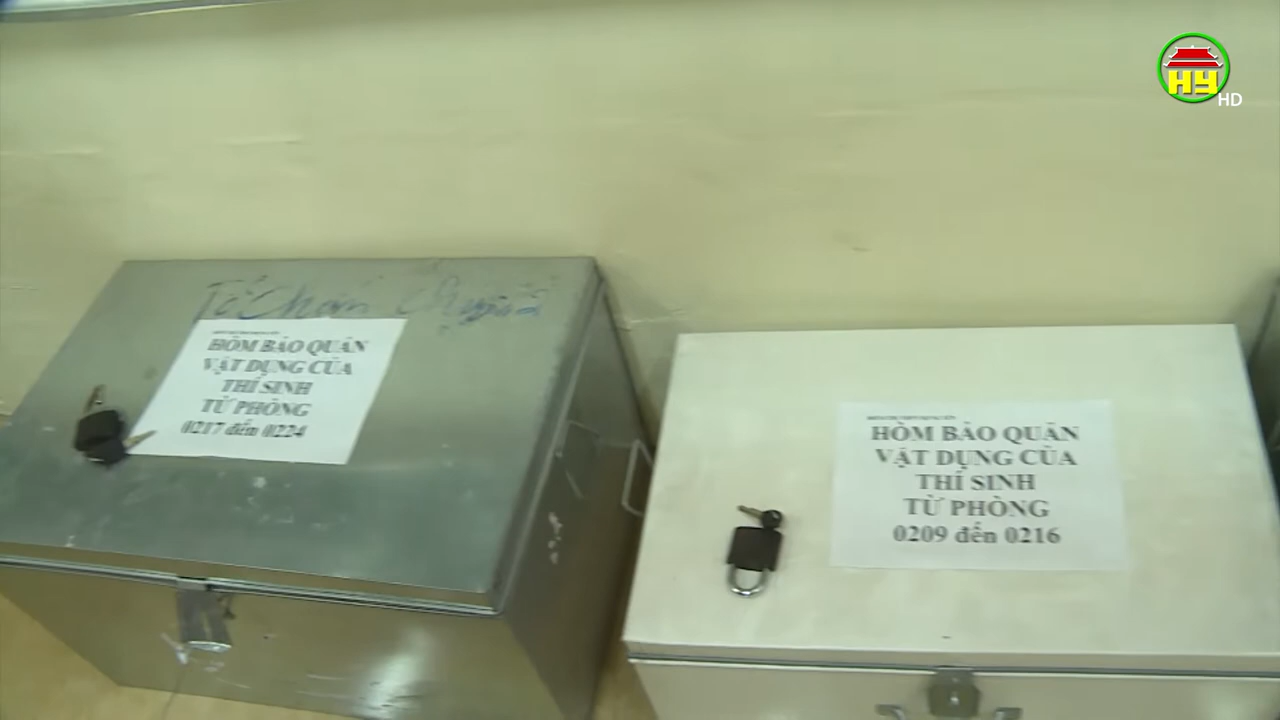 HY
HD
HÒM BẢO QUẢN
VẬT DỤNG CỦA
THÍ SINH
TỪ PHÒNG
0217 đến 0224
HÒM BẢO QUẢN
VẬT DỤNG CỦA
THÍ SINH
TỪ PHÒNG
0209 đến 0216